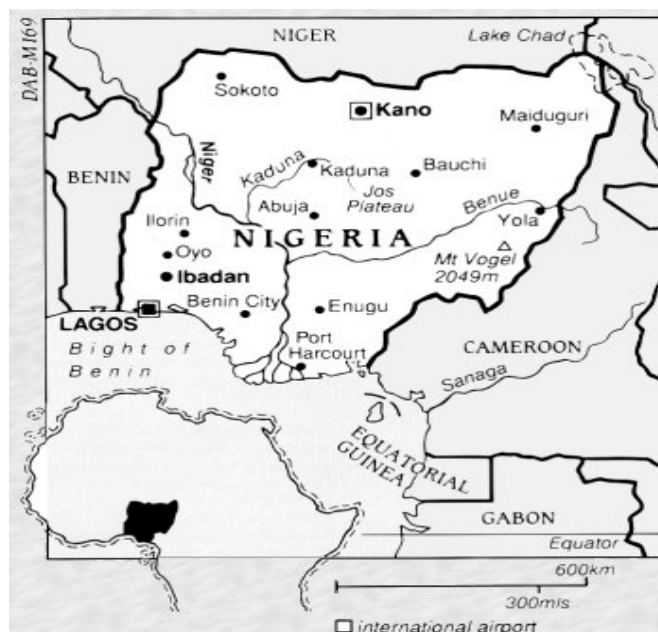 DAB-M169
NIGER
Lake Chad
Sokoto
Kano
Maiduguri
BENIN
Niger
Kaduna
Kaduna
Bauchi
Jos
Plateau
Abuja
Benue
Yola
Ilorin
NIGERIA
Oyo
Mt Vogel
2049m
Ibadan
Benin City
Enugu
LAGOS
Port
Harcourt
Bight of
Benin
CAMEROON
Sanaga
EQUATORIAL
GUINEA
GABON
Equator
600km
300mls
international airport